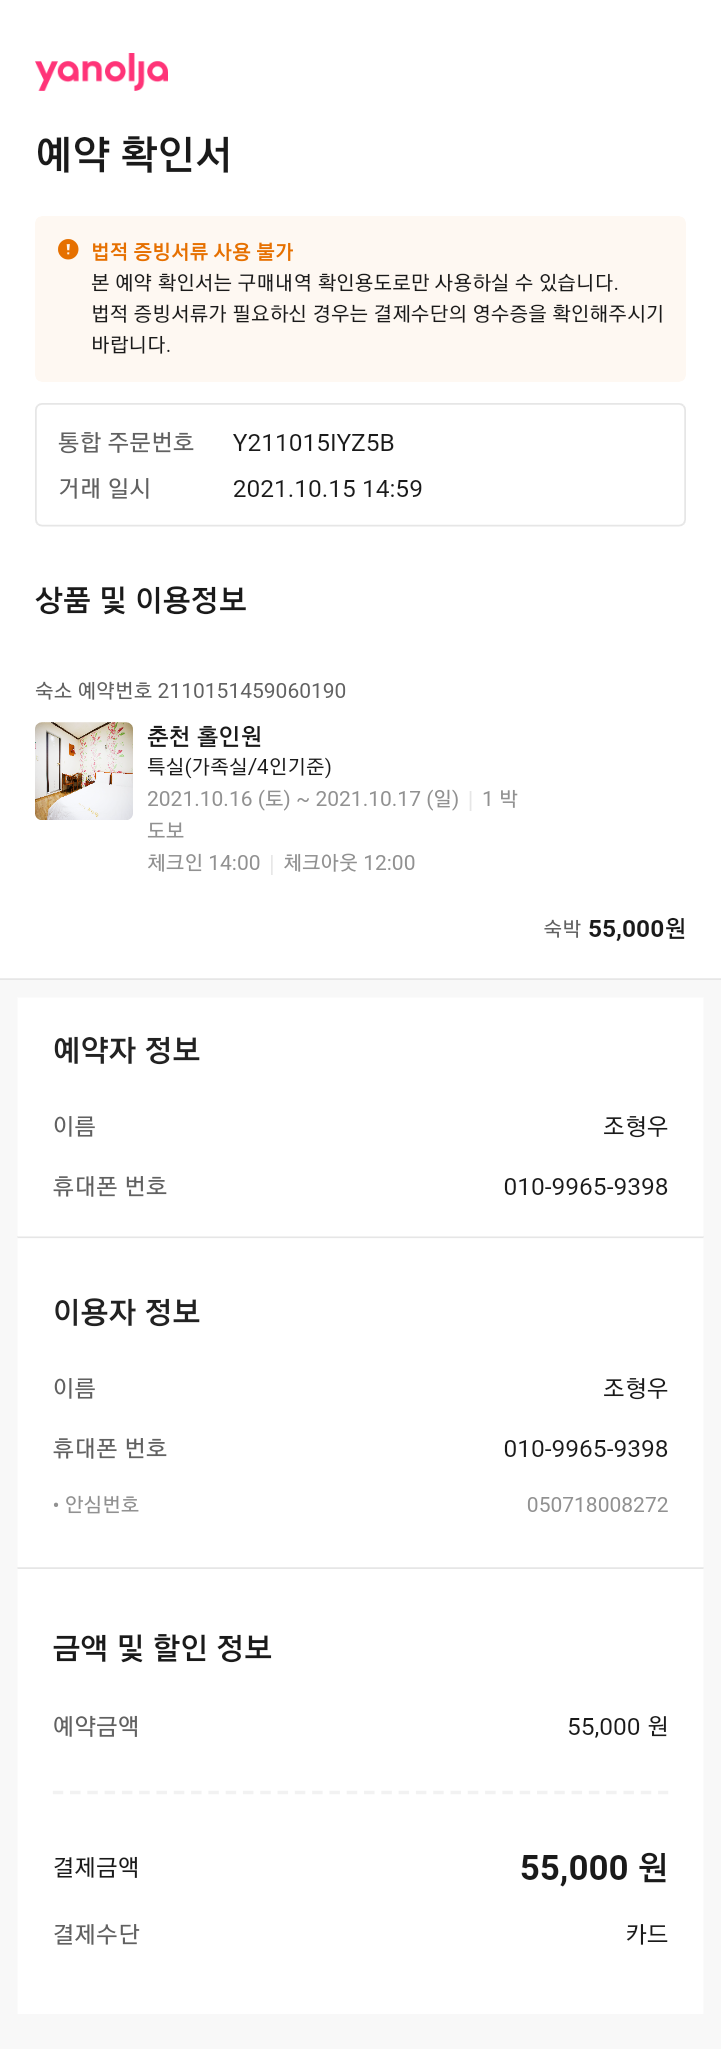 yanolja
예약 확인서
법적 증빙서류 사용 불가
본 예약 확인서는 구매내역 확인용도로만 사용하실 수 있습니다.
법적 증빙서류가 필요하신 경우는 결제수단의 영수증을 확인해주시기
바랍니다.
통합 주문번호 Y211015IYZ5B
거래 일시 2021.10.15 14:59
상품 및 이용정보
숙소 예약번호 2110151459060190
춘천 홀인원
특실(가족실/4인기준)
2021.10.16 (토) ~ 2021.10.17 (일) | 1 박
도보
체크인 14:00 | 체크아웃 12:00
숙박 55,000원
예약자 정보
이름 조형우
휴대폰 번호 010-9965-9398
이용자 정보
이름 조형우
휴대폰 번호 010-9965-9398
• 안심번호 050718008272
금액 및 할인 정보
예약금액 55,000 원
결제금액 55,000 원
결제수단 카드